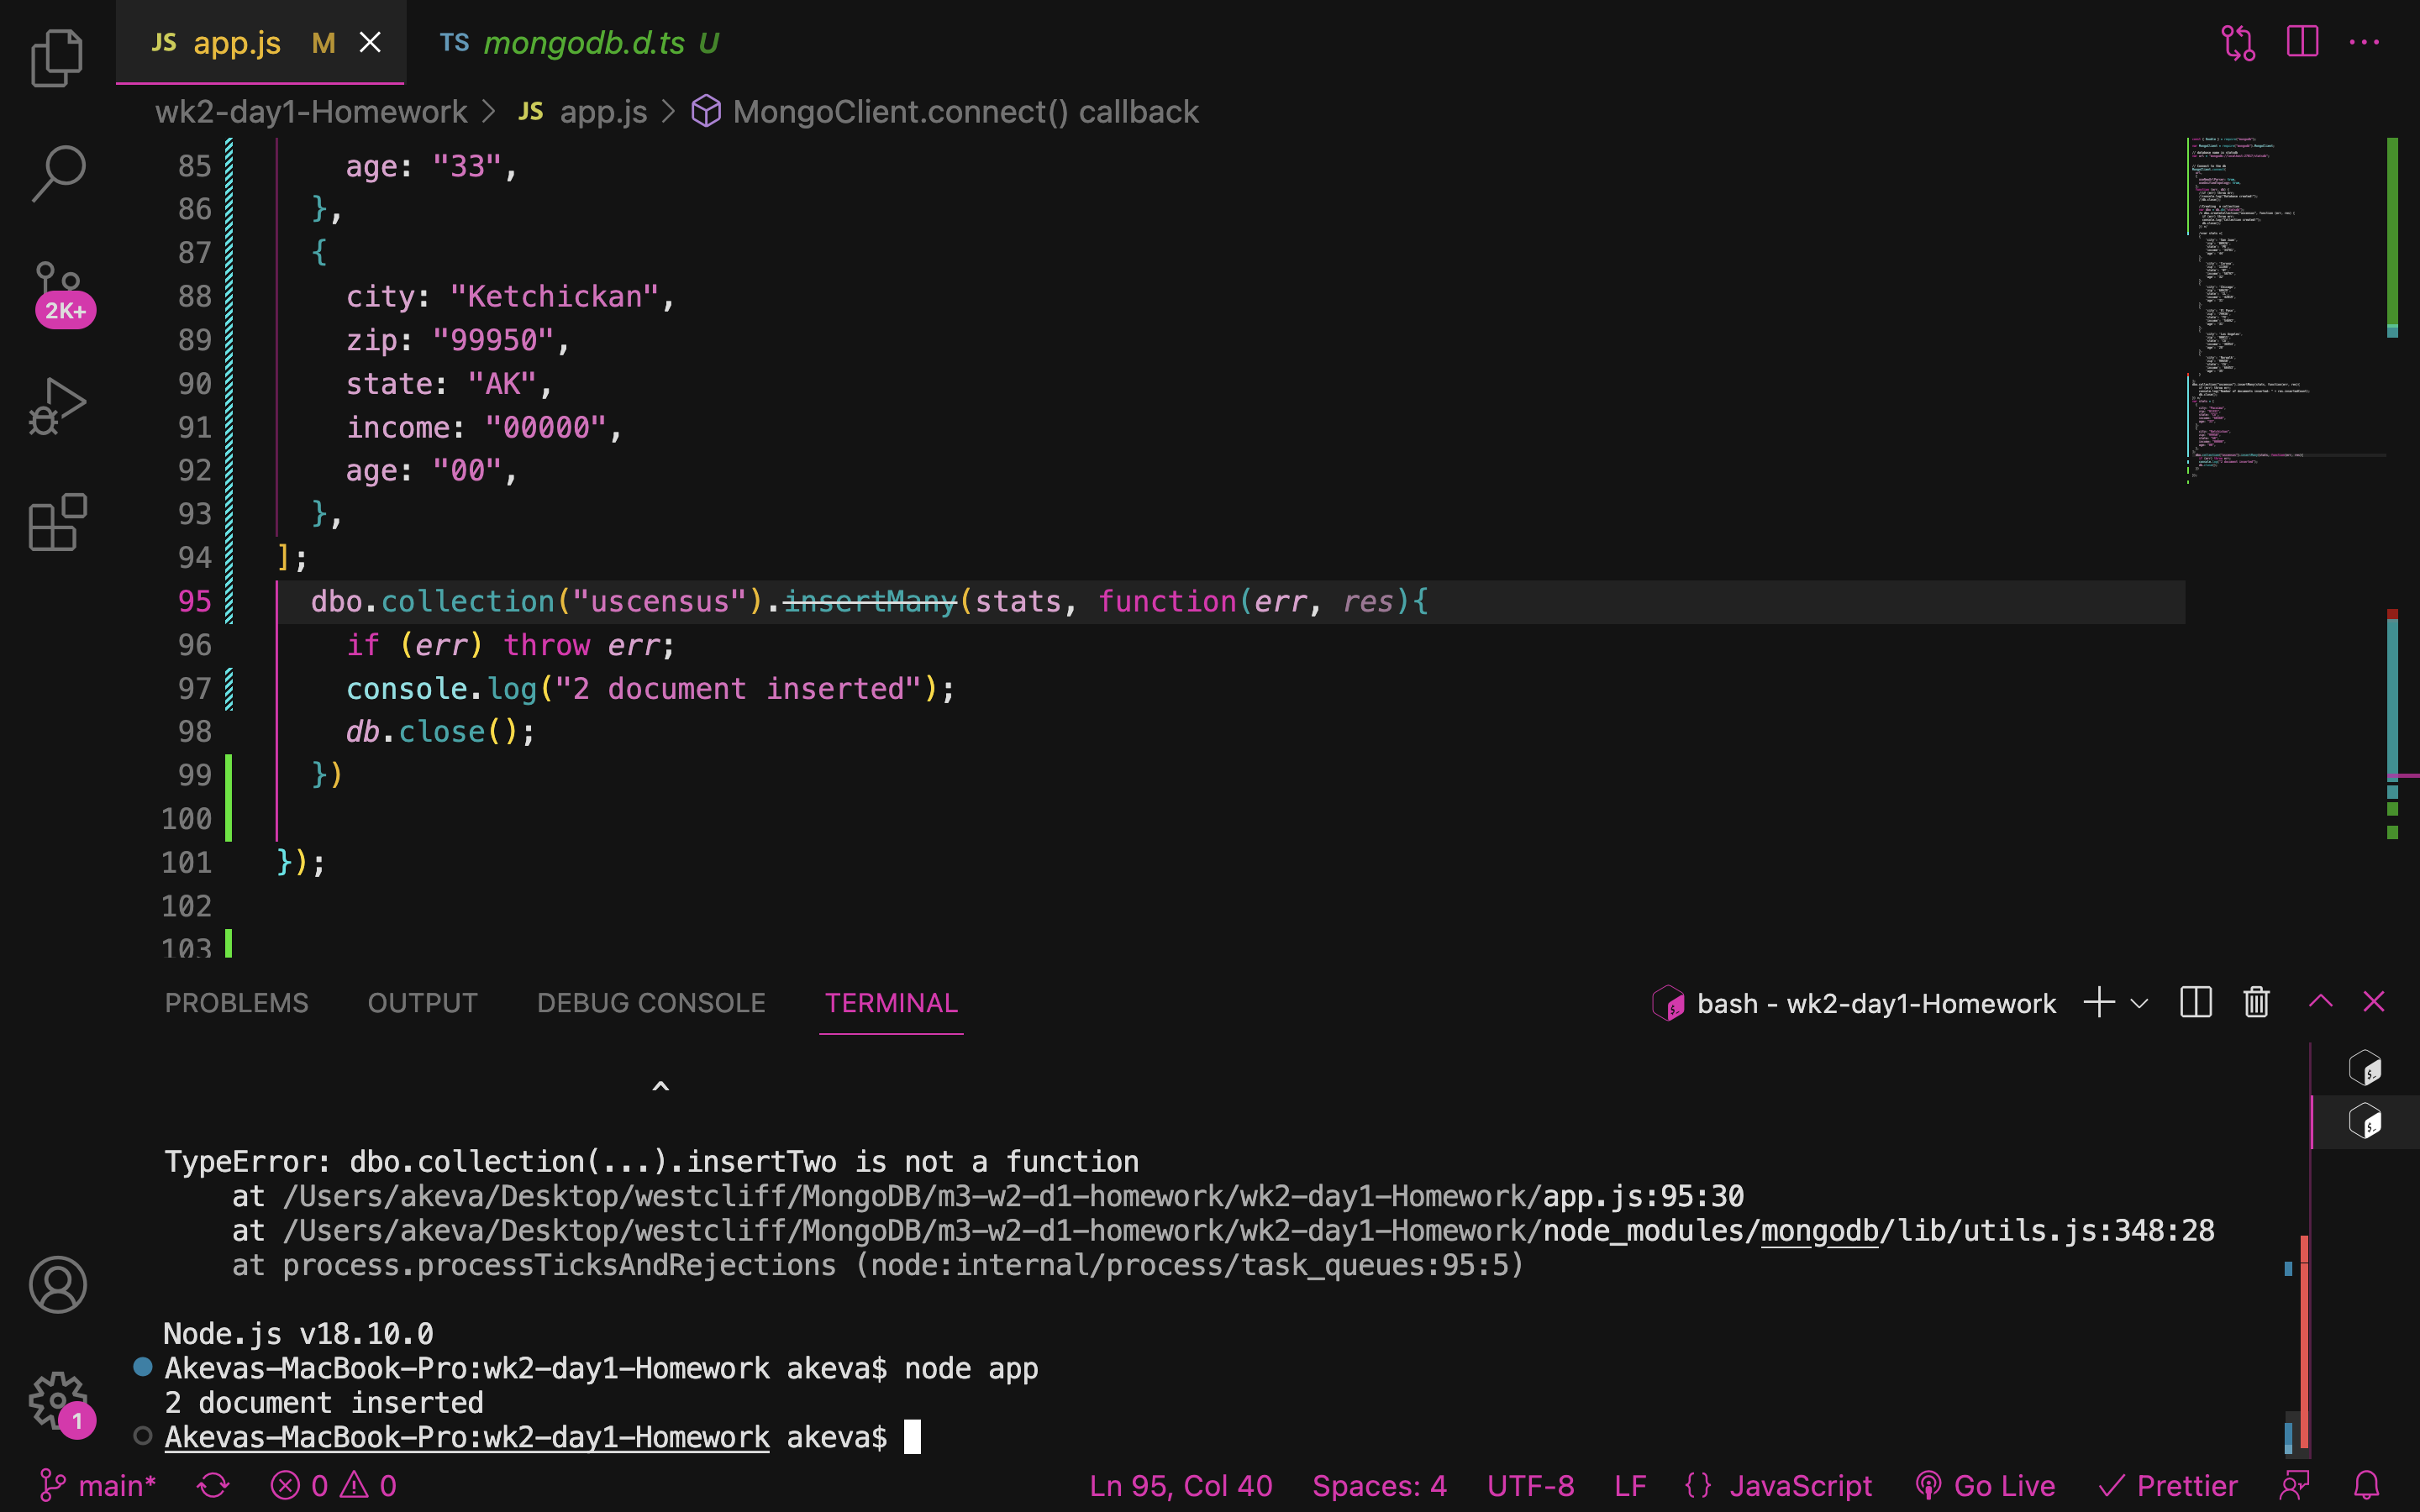 JS app.js M TS mongodb.d.ts U
wk2-day1-Homework > JS app.js > MongoClient.connect() callback
85 age: "33",
86 },
87 {
88 city: "Ketchickan",
89 zip: "99950",
90 state: "AK",
91 income: "00000",
92 age: "00",
93 },
94 ];
95 dbo.collection("uscensus").insertMany(stats, function(err, res){
96 if (err) throw err;
97 console.log("2 document inserted");
98 db.close();
99 })
100
101 });
102
103
2K+
PROBLEMS OUTPUT DEBUG CONSOLE TERMINAL bash - wk2-day1-Homework
^
TypeError: dbo.collection(...).insertTwo is not a function
at /Users/akeva/Desktop/westcliff/MongoDB/m3-w2-d1-homework/wk2-day1-Homework/app.js:95:30
at /Users/akeva/Desktop/westcliff/MongoDB/m3-w2-d1-homework/wk2-day1-Homework/node_modules/mongodb/lib/utils.js:348:28
at process.processTicksAndRejections (node:internal/process/task_queues:95:5)
Node.js v18.10.0
Akevas-MacBook-Pro:wk2-day1-Homework akeva$ node app
2 document inserted
Akevas-MacBook-Pro:wk2-day1-Homework akeva$
1
main* 0 0 Ln 95, Col 40 Spaces: 4 UTF-8 LF {} JavaScript Go Live Prettier